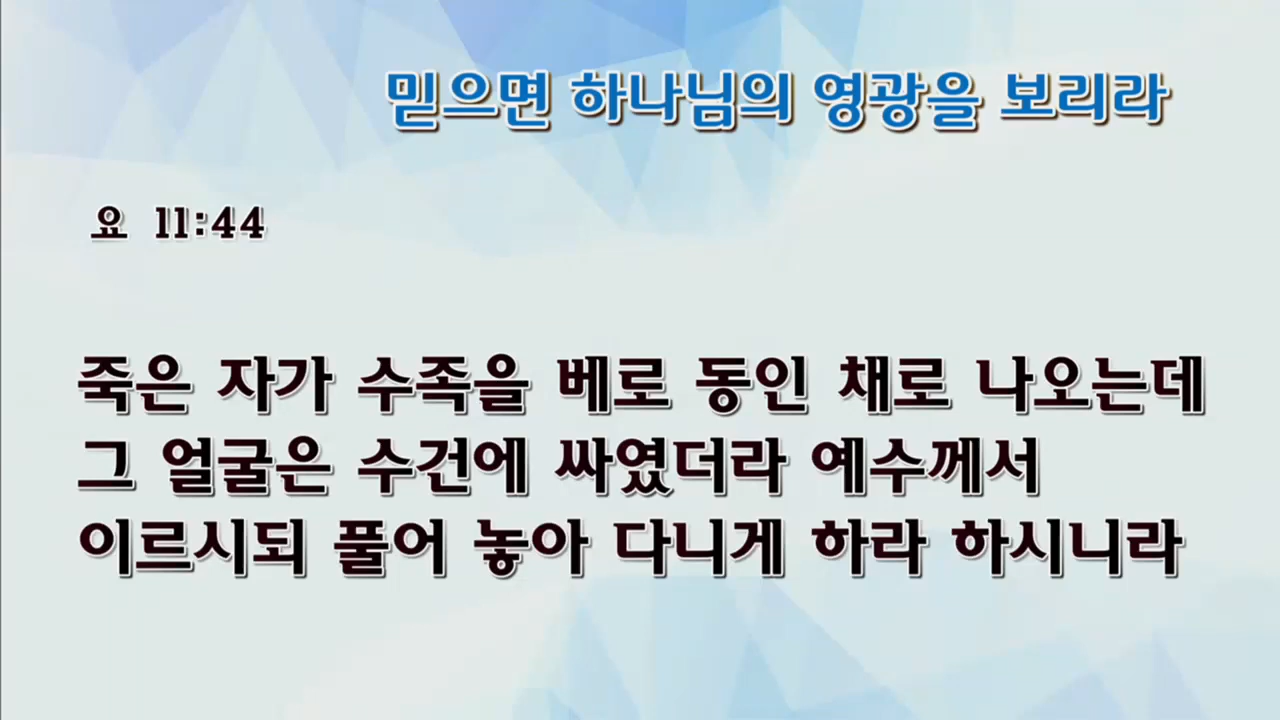 믿으면 하나님의 영광을 보리라
요 11:44
죽은 자가 수족을 베로 동인 채로 나오는데
그 얼굴은 수건에 싸였더라 예수께서
이르시되 풀어 놓아 다니게 하라 하시니라